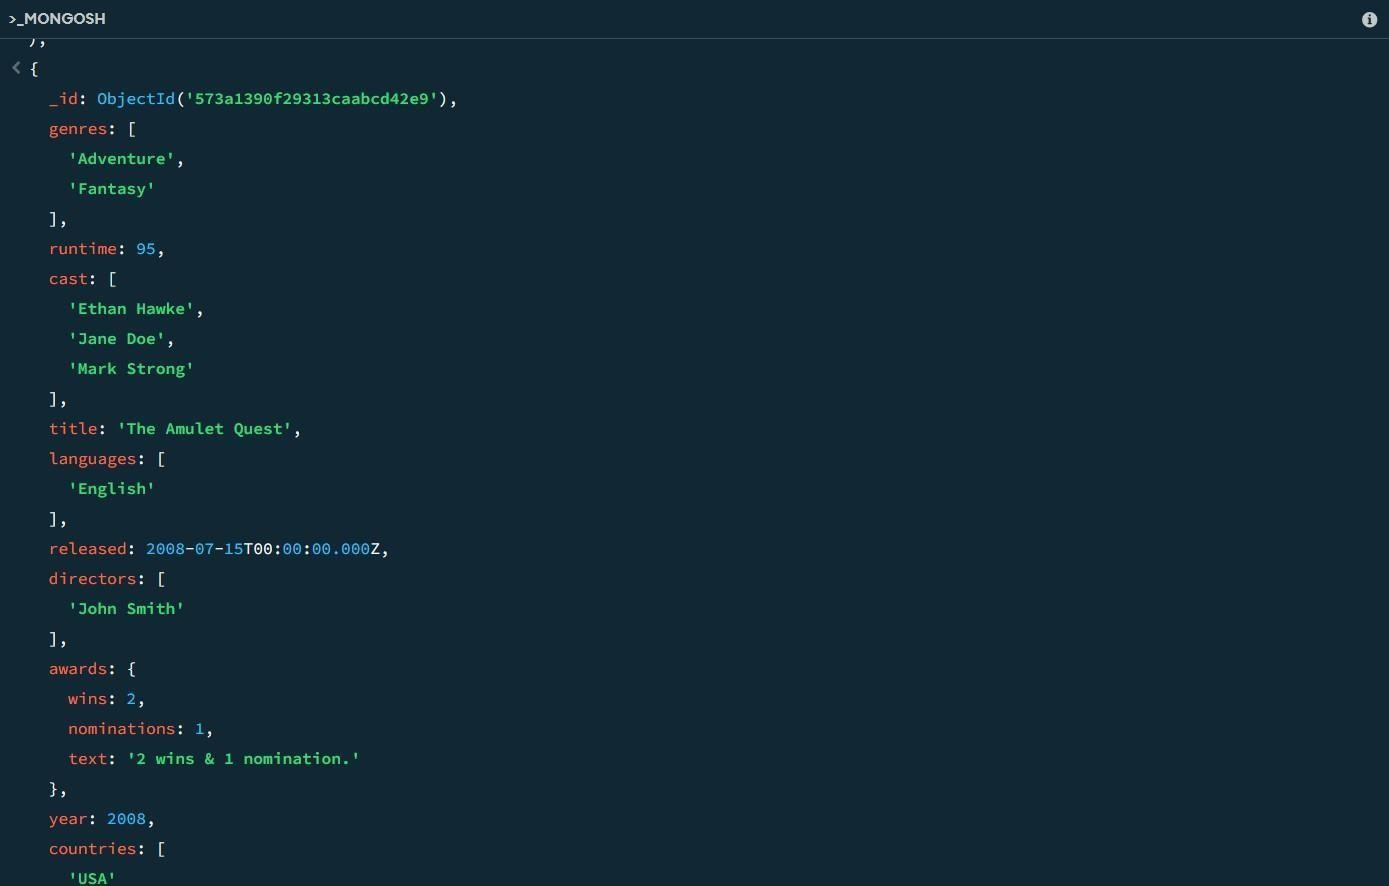 >_MONGOSH
),
{
_id: ObjectId('573a1390f29313caabcd42e9'),
genres: [
'Adventure',
'Fantasy'
],
runtime: 95,
cast: [
'Ethan Hawke',
'Jane Doe',
'Mark Strong'
],
title: 'The Amulet Quest',
languages: [
'English'
],
released: 2008-07-15T00:00:00.000Z,
directors: [
'John Smith'
],
awards: {
wins: 2,
nominations: 1,
text: '2 wins & 1 nomination.'
},
year: 2008,
countries: [
'USA'